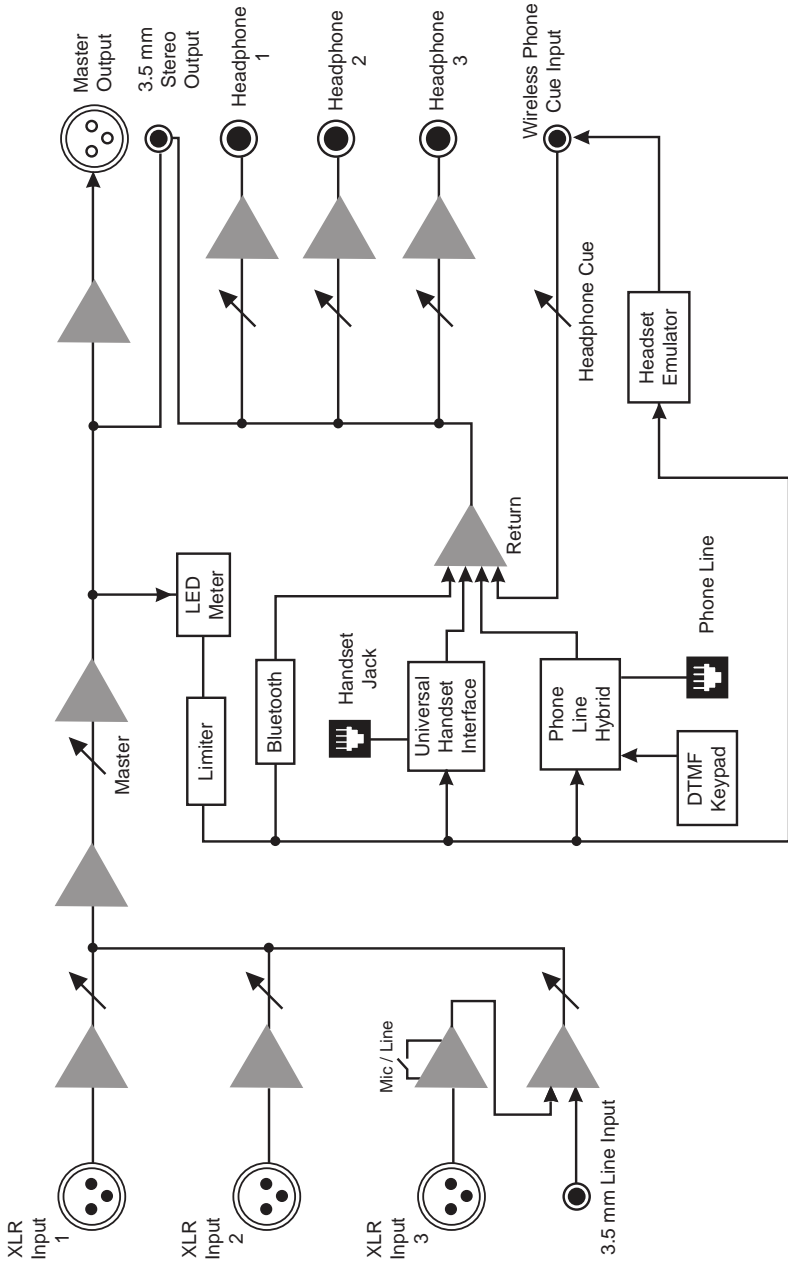 Master
Output
3.5 mm
Stereo
Output
Headphone
1
Headphone
2
Headphone
3
Wireless Phone
Cue Input
Headphone Cue
Headset
Emulator
Return
LED
Meter
Limiter
Bluetooth
Handset
Jack
Universal
Handset
Interface
Phone
Line
Hybrid
Phone Line
DTMF
Keypad
Master
XLR
Input
1
XLR
Input
2
XLR
Input
3
Mic / Line
3.5 mm Line Input